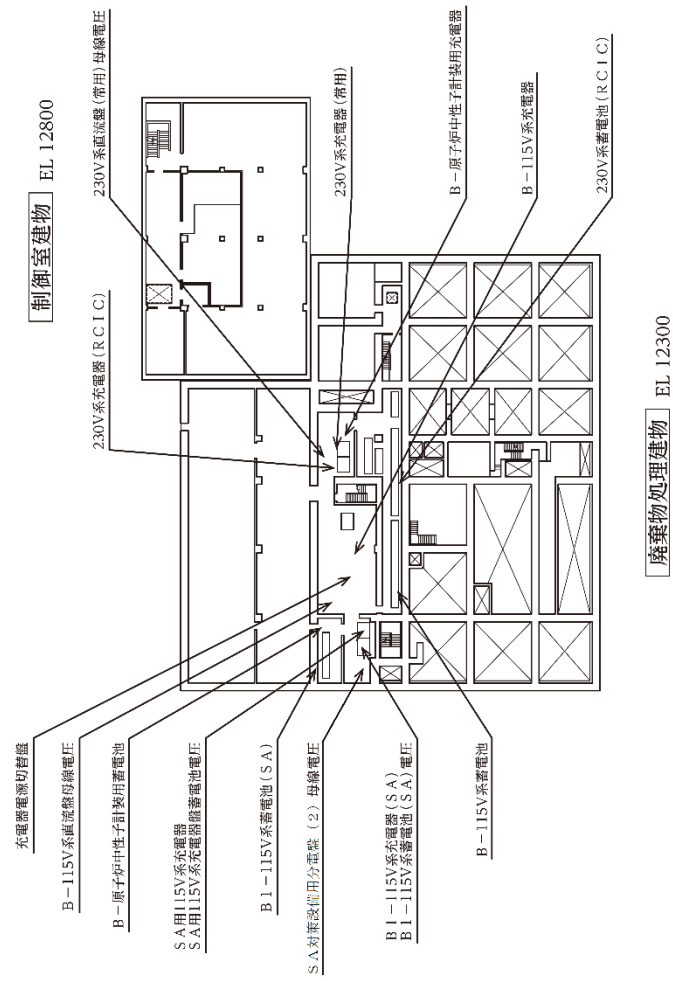 制御室建物 EL 12800
230V系充電器(RCIC)
230V系直流盤(常用)母線電圧
230V系充電器(常用)
B－原子炉中性子計装用充電器
B－115V系充電器
230V系蓄電池(RCIC)
充電器電源切替盤
B－115V系直流盤母線電圧
B－原子炉中性子計装用蓄電池
SA用115V系充電器
SA用115V系充電器盤蓄電池電圧
B1－115V系蓄電池(SA)
SA対策設備用分電盤(2)母線電圧
B1－115V系充電器(SA)
B1－115V系蓄電池(SA)電圧
B－115V系蓄電池
廃棄物処理建物 EL 12300